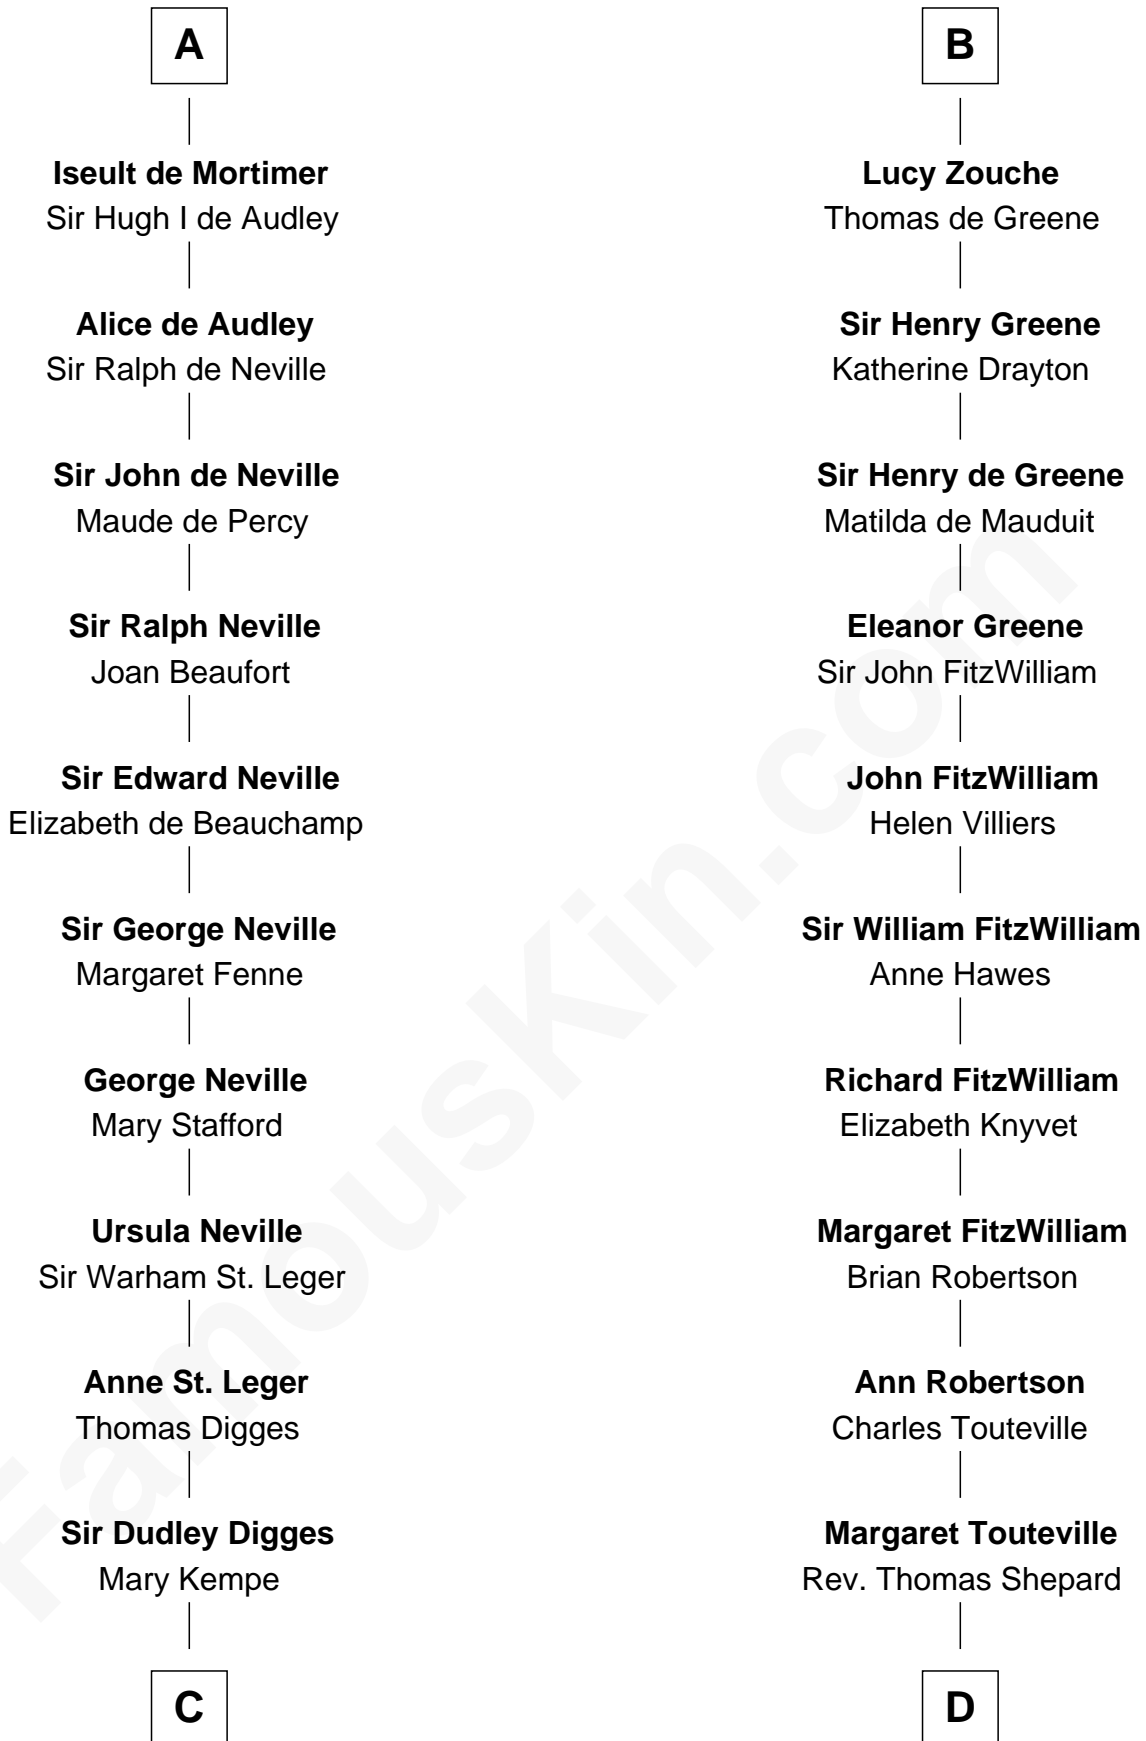 A
Iseult de Mortimer
Sir Hugh I de Audley
Alice de Audley
Sir Ralph de Neville
Sir John de Neville
Maude de Percy
Sir Ralph Neville
Joan Beaufort
Sir Edward Neville
Elizabeth de Beauchamp
Sir George Neville
Margaret Fenne
George Neville
Mary Stafford
Ursula Neville
Sir Warham St. Leger
Anne St. Leger
Thomas Digges
Sir Dudley Digges
Mary Kempe
C
B
Lucy Zouche
Thomas de Greene
Sir Henry Greene
Katherine Drayton
Sir Henry de Greene
Matilda de Mauduit
Eleanor Greene
Sir John FitzWilliam
John FitzWilliam
Helen Villiers
Sir William FitzWilliam
Anne Hawes
Richard FitzWilliam
Elizabeth Knyvet
Margaret FitzWilliam
Brian Robertson
Ann Robertson
Charles Touteville
Margaret Touteville
Rev. Thomas Shepard
D
FamousKin.com